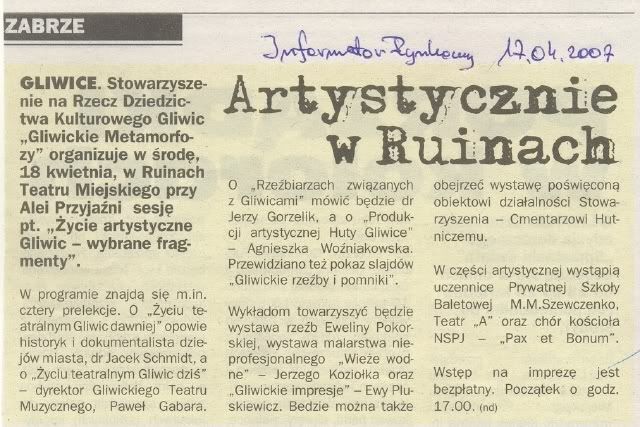 ZABRZE
Informator Rynkowy 17.04.2007
Artystycznie
w Ruinach
GLIWICE. Stowarzysze-
nie na Rzecz Dziedzic-
twa Kulturowego Gliwic
„Gliwickie Metamorfo-
zy” organizuje w środę,
18 kwietnia, w Ruinach
Teatru Miejskiego przy
Alei Przyjaźni sesję
pt. „Życie artystyczne
Gliwic – wybrane frag-
menty”.
W programie znajdą się m.in.
cztery prelekcje. O „Życiu te-
atralnym Gliwic dawniej” opowie
historyk i dokumentalista dzie-
jów miasta, dr Jacek Schmidt, a
o „Życiu teatralnym Gliwic dziś”
– dyrektor Gliwickiego Teatru
Muzycznego, Paweł Gabara.
O „Rzeźbiarzach związanych
z Gliwicami” mówić będzie dr
Jerzy Gorzelik, a o „Produk-
cji artystycznej Huty Gliwice”
– Agnieszka Woźniakowska.
Przewidziano też pokaz slajdów
„Gliwickie rzeźby i pomniki”.
Wykładom towarzyszyć będzie
wystawa rzeźb Eweliny Pokor-
skiej, wystawa malarstwa nie-
profesjonalnego „Wieże wod-
ne” – Jerzego Koziołka oraz
„Gliwickie impresje” – Ewy Plu-
skiewicz. Bedzie można także
obejrzeć wystawę poświęconą
obiektowi działalności Stowa-
rzyszenia – Cmentarzowi Hut-
niczemu.
W części artystycznej wystąpią
uczennice Prywatnej Szkoły
Baletowej M.M.Szewczenko,
Teatr „A” oraz chór kościoła
NSPJ – „Pax et Bonum”.
Wstęp na imprezę jest
bezpłatny. Początek o godz.
17.00. (nd)